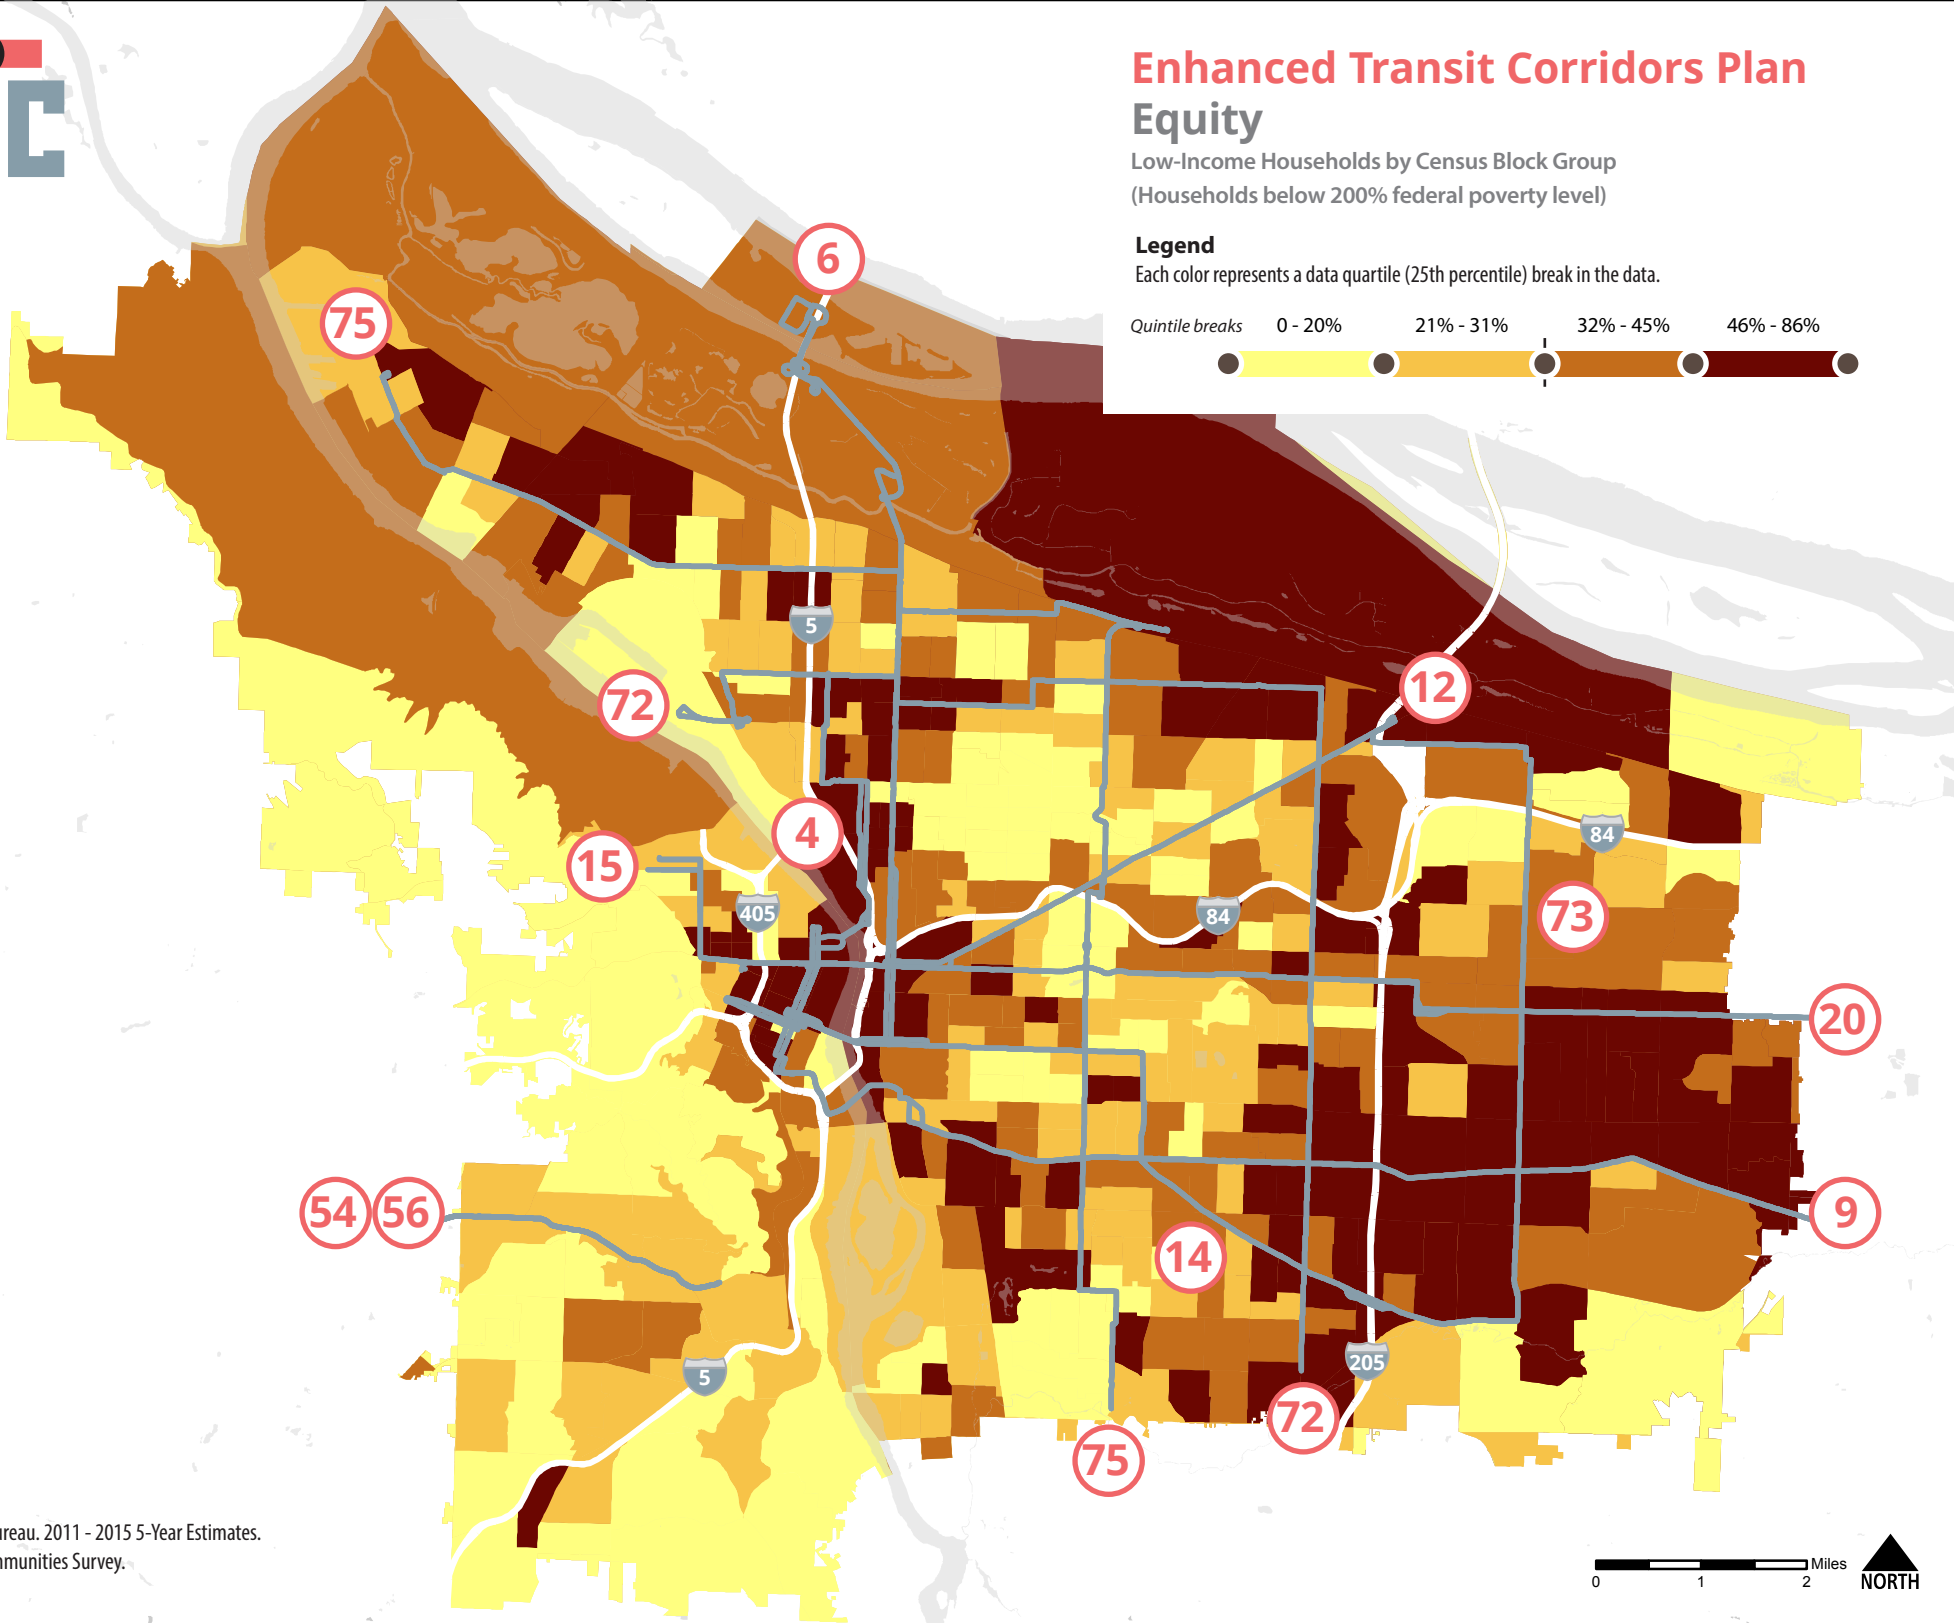 Enhanced Transit Corridors Plan
Equity
Low-Income Households by Census Block Group
(Households below 200% federal poverty level)
Legend
Each color represents a data quartile (25th percentile) break in the data.
Quintile breaks 0 - 20% 21% - 31% 32% - 45% 46% - 86%
C
6
75
5
72
12
4
84
15
405
84
73
20
54 56
9
14
5
205
72
75
2011 - 2015 5-Year Estimates.
Survey.
Miles
0 1 2
NORTH